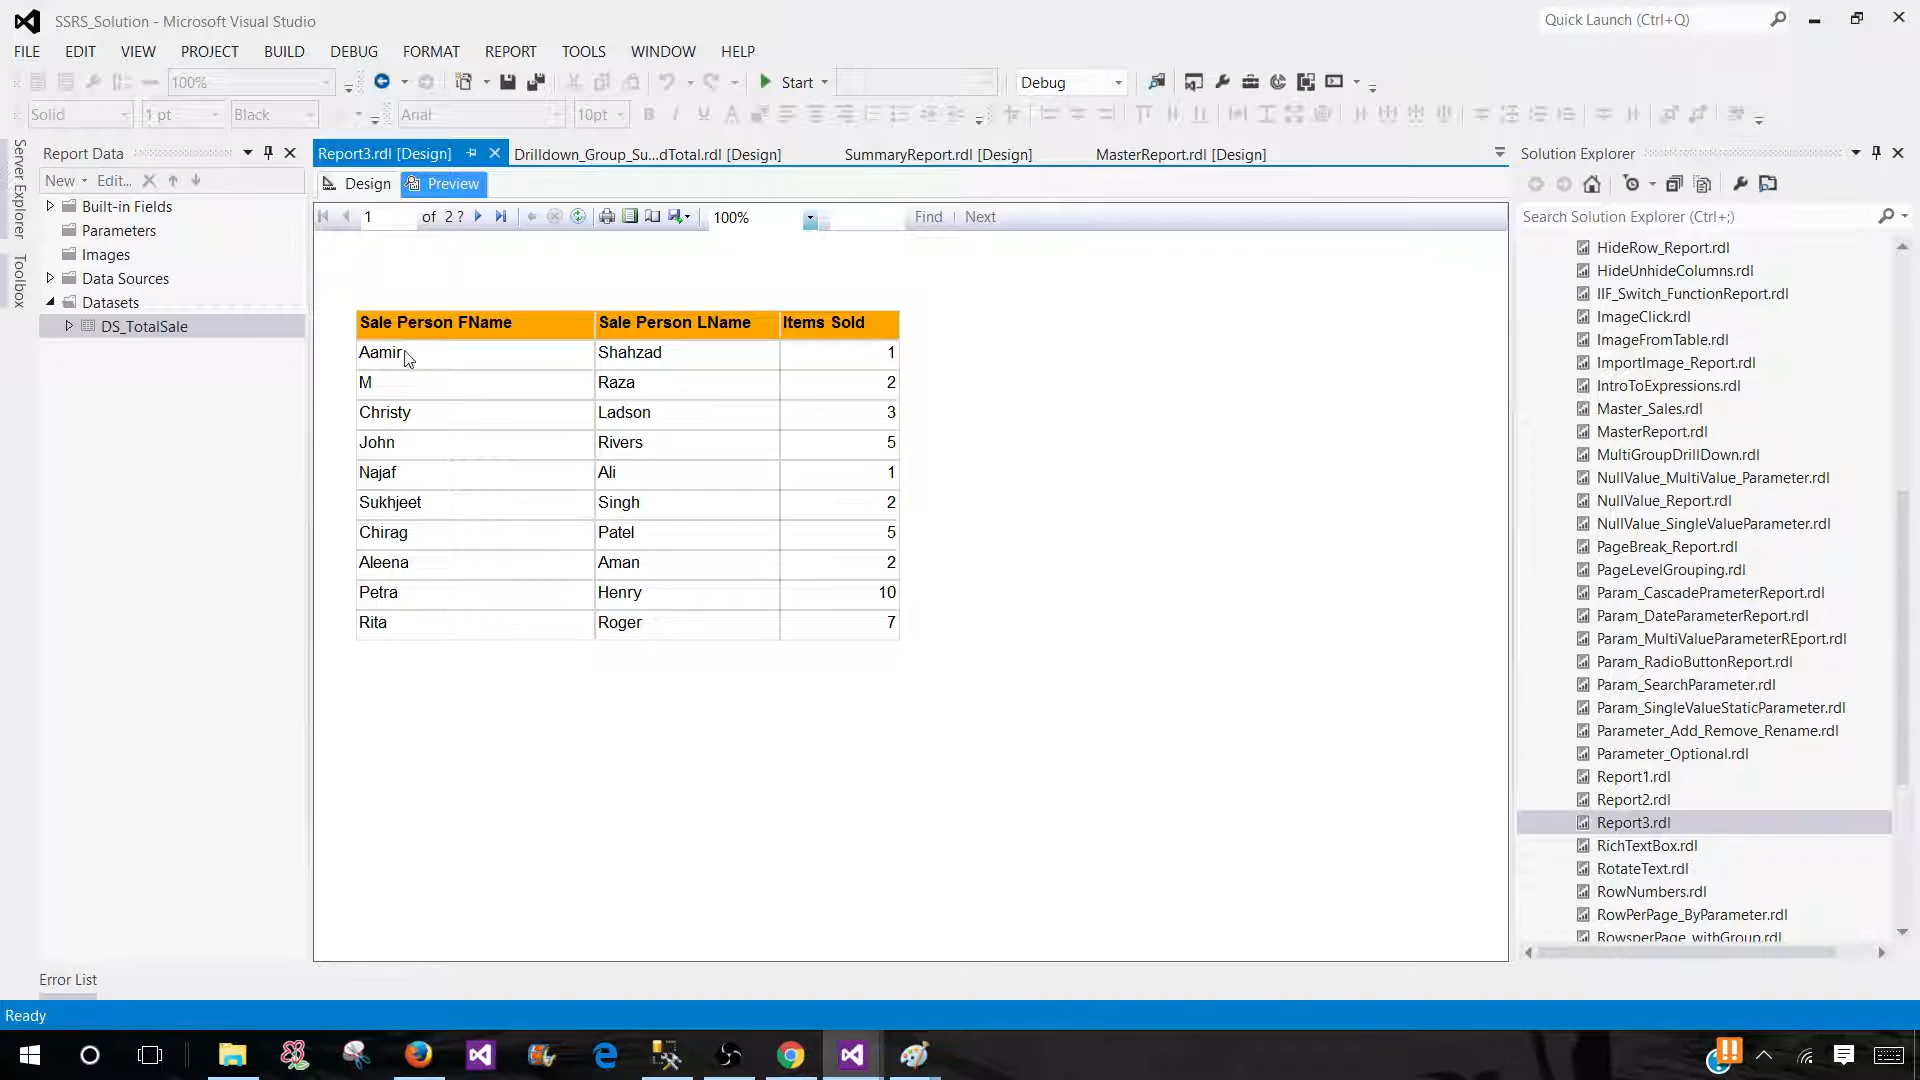 SSRS_Solution - Microsoft Visual Studio
Quick Launch (Ctrl+Q)
FILE EDIT VIEW PROJECT BUILD DEBUG FORMAT REPORT TOOLS WINDOW HELP
100% Start Debug
Solid 1 pt Black Arial 10pt B I U A
Server Explorer
Toolbox
Report Data
New Edit...
Built-in Fields
Parameters
Images
Data Sources
Datasets
DS_TotalSale
Report3.rdl [Design] Drilldown_Group_Su...dTotal.rdl [Design] SummaryReport.rdl [Design] MasterReport.rdl [Design]
Design Preview
1 of 2 ? 100% Find | Next
Sale Person FName Sale Person LName Items Sold
Aamir Shahzad 1
M Raza 2
Christy Ladson 3
John Rivers 5
Najaf Ali 1
Sukhjeet Singh 2
Chirag Patel 5
Aleena Aman 2
Petra Henry 10
Rita Roger 7
Solution Explorer
Search Solution Explorer (Ctrl+;)
HideRow_Report.rdl
HideUnhideColumns.rdl
IIF_Switch_FunctionReport.rdl
ImageClick.rdl
ImageFromTable.rdl
ImportImage_Report.rdl
IntroToExpressions.rdl
Master_Sales.rdl
MasterReport.rdl
MultiGroupDrillDown.rdl
NullValue_MultiValue_Parameter.rdl
NullValue_Report.rdl
NullValue_SingleValueParameter.rdl
PageBreak_Report.rdl
PageLevelGrouping.rdl
Param_CascadePrameterReport.rdl
Param_DateParameterReport.rdl
Param_MultiValueParameterREport.rdl
Param_RadioButtonReport.rdl
Param_SearchParameter.rdl
Param_SingleValueStaticParameter.rdl
Parameter_Add_Remove_Rename.rdl
Parameter_Optional.rdl
Report1.rdl
Report2.rdl
Report3.rdl
RichTextBox.rdl
RotateText.rdl
RowNumbers.rdl
RowPerPage_ByParameter.rdl
RowsperPage_withGroup.rdl
Error List
Ready